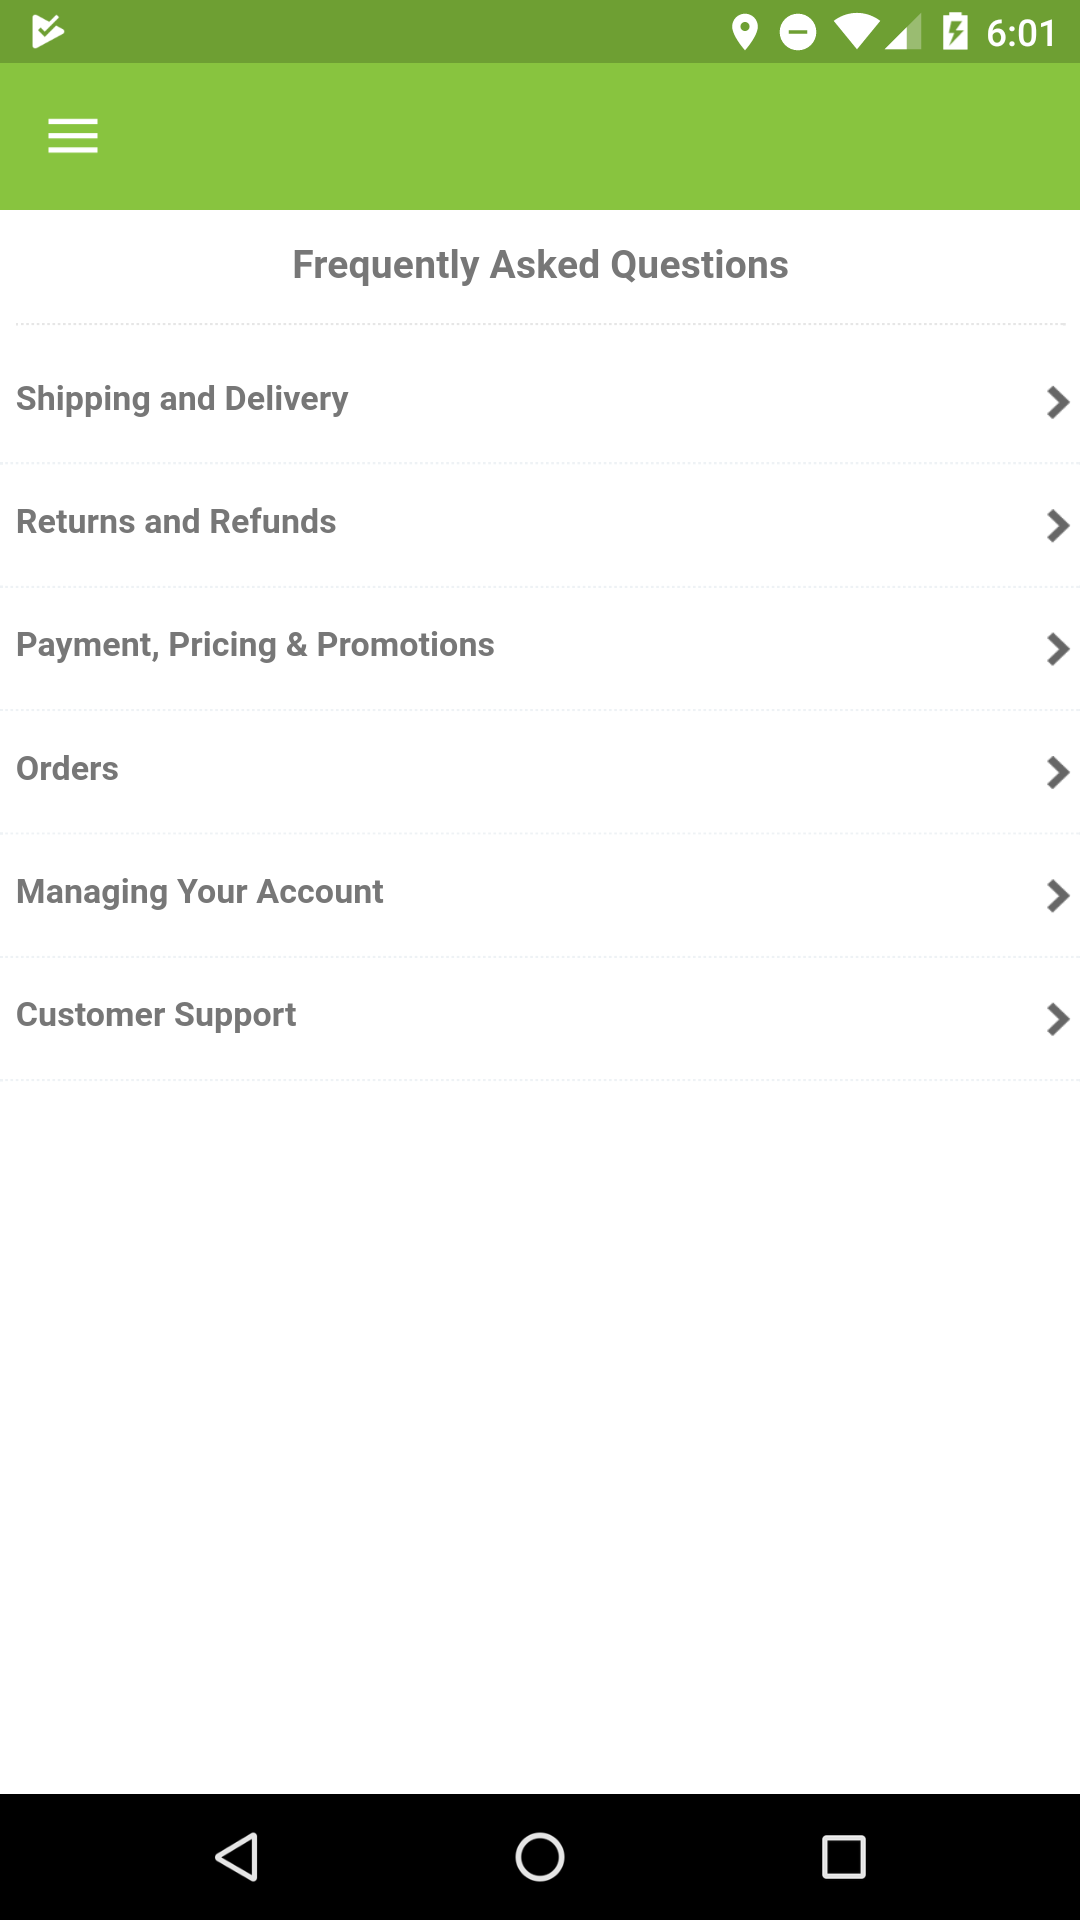 6:01
Frequently Asked Questions
Shipping and Delivery
Returns and Refunds
Payment, Pricing & Promotions
Orders
Managing Your Account
Customer Support